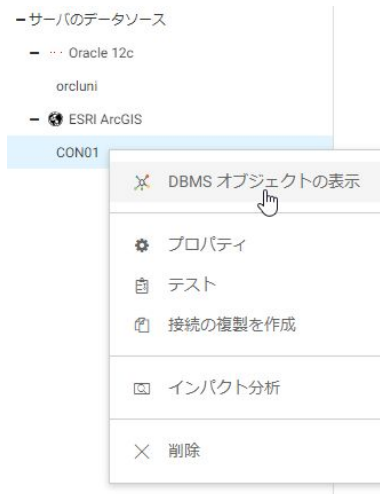 サーバのデータソース
Oracle 12c
orcluni
ESRI ArcGIS
CON01
DBMS オブジェクトの表示
プロパティ
テスト
接続の複製を作成
インパクト分析
削除